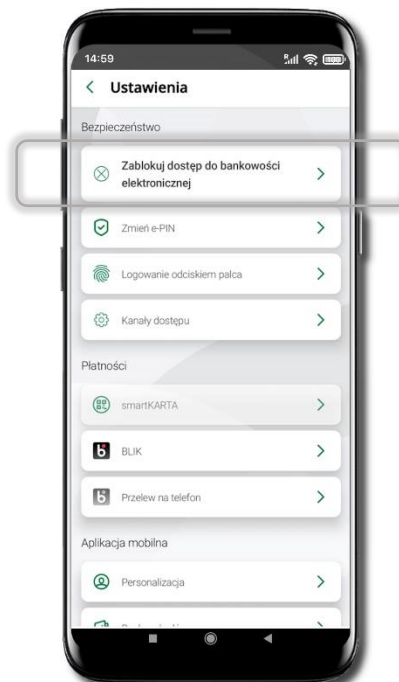 14:59
Ustawienia
Bezpieczeństwo
Zablokuj dostęp do bankowości
elektronicznej
Zmień e-PIN
Logowanie odciskiem palca
Kanały dostępu
Płatności
smartKARTA
BLIK
Przelew na telefon
Aplikacja mobilna
Personalizacja